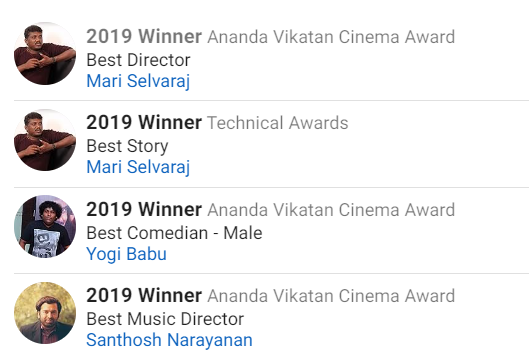 2019 Winner Ananda Vikatan Cinema Award
Best Director
Mari Selvaraj
2019 Winner Technical Awards
Best Story
Mari Selvaraj
2019 Winner Ananda Vikatan Cinema Award
Best Comedian - Male
Yogi Babu
2019 Winner Ananda Vikatan Cinema Award
Best Music Director
Santhosh Narayanan